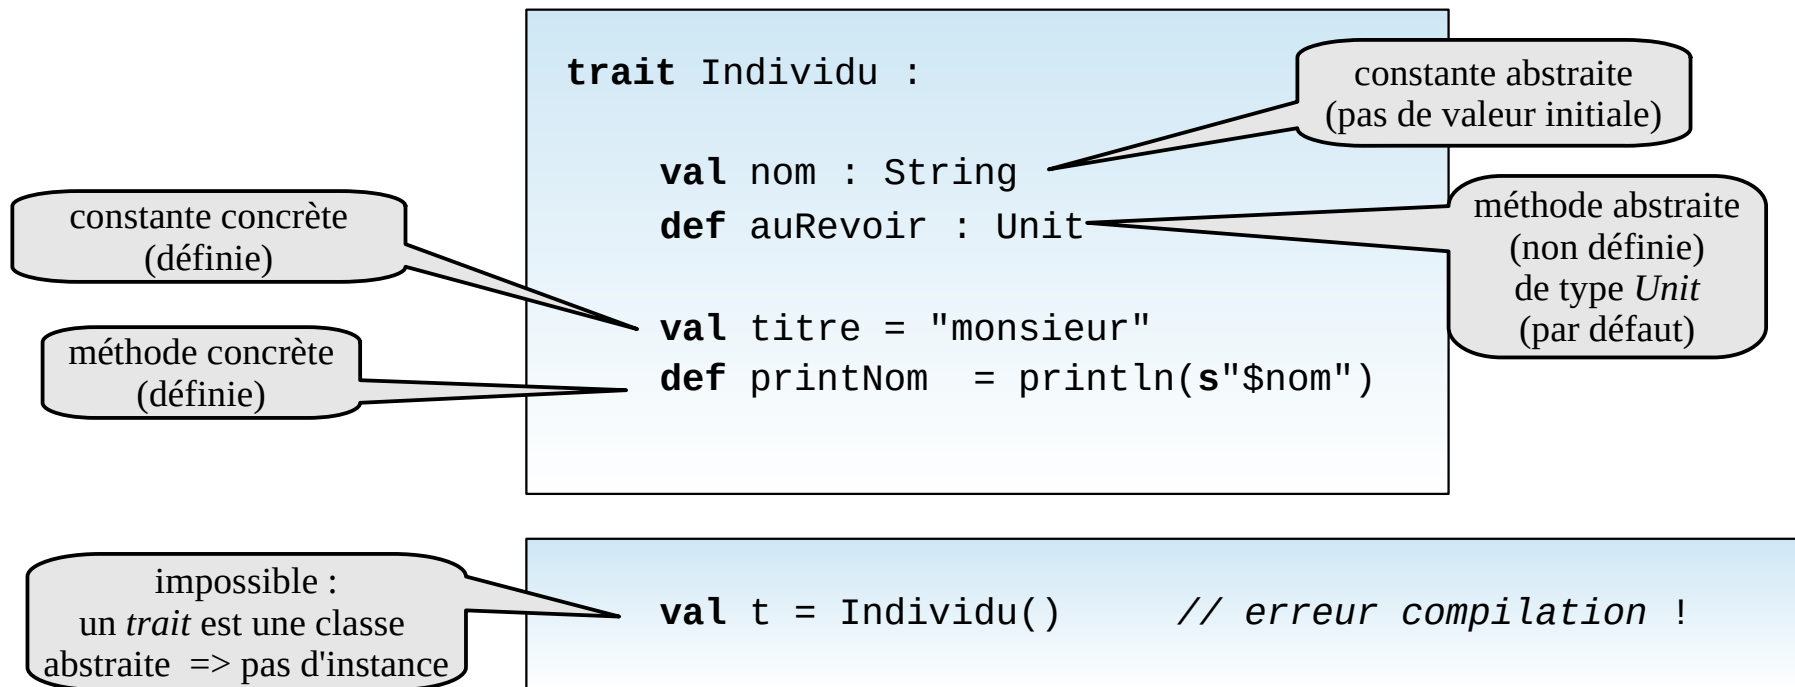 trait Individu :
constante abstraite
(pas de valeur initiale)
val nom : String
def auRevoir : Unit
méthode abstraite
(non définie)
de type Unit
(par défaut)
constante concrète
(définie)
val titre = "monsieur"
méthode concrète
(définie)
def printNom  = println(s"$nom")
impossible :
un trait est une classe
abstraite  => pas d'instance
val t = Individu()     // erreur compilation !